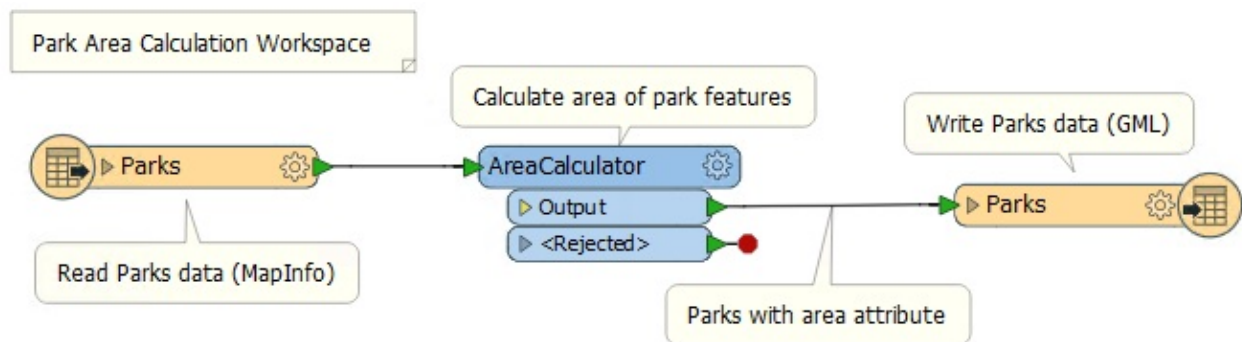 Park Area Calculation Workspace
Calculate area of park features
Write Parks data (GML)
Parks
AreaCalculator
Output
<Rejected>
Parks
Read Parks data (MapInfo)
Parks with area attribute